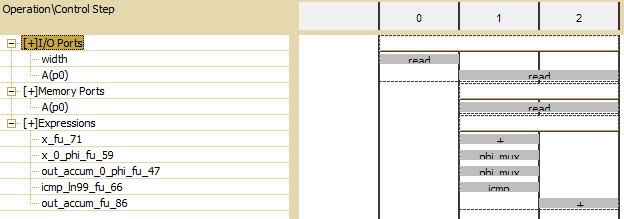 Operation\Control Step
0 1 2
[+]I/O Ports
width read
A(p0) read
[+]Memory Ports
A(p0) read
[+]Expressions
x_fu_71 +
x_0_phi_fu_59 phi_mux
out_accum_0_phi_fu_47 phi_mux
icmp_ln99_fu_66 icmp
out_accum_fu_86 +